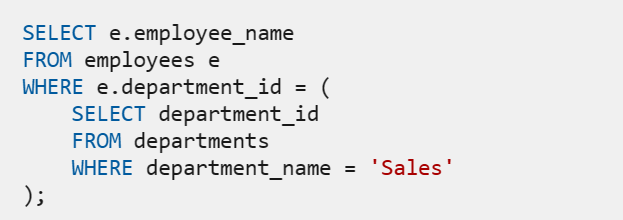 SELECT e.employee_name
FROM employees e
WHERE e.department_id = (
    SELECT department_id
    FROM departments
    WHERE department_name = 'Sales'
);